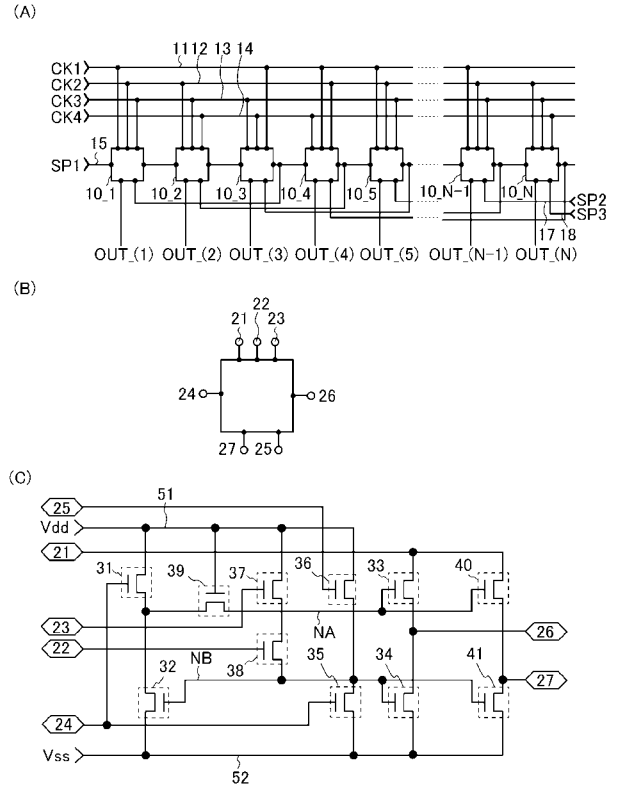 (A)
1112 13 14
CK1
CK2
CK3
CK4
15
SP1
10_1 10_2 10_3 10_4 10_5 10_N-1 10_N
SP2
SP3
17 18
OUT_(1) OUT_(2) OUT_(3) OUT_(4) OUT_(5) OUT_(N-1) OUT_(N)
(B)
22
21 23
24 26
27 25
(C)
25 51
Vdd
21
31 39 37 36 33 40
23 NA 26
22
32 NB 38 35 34 41
27
24
Vss
52